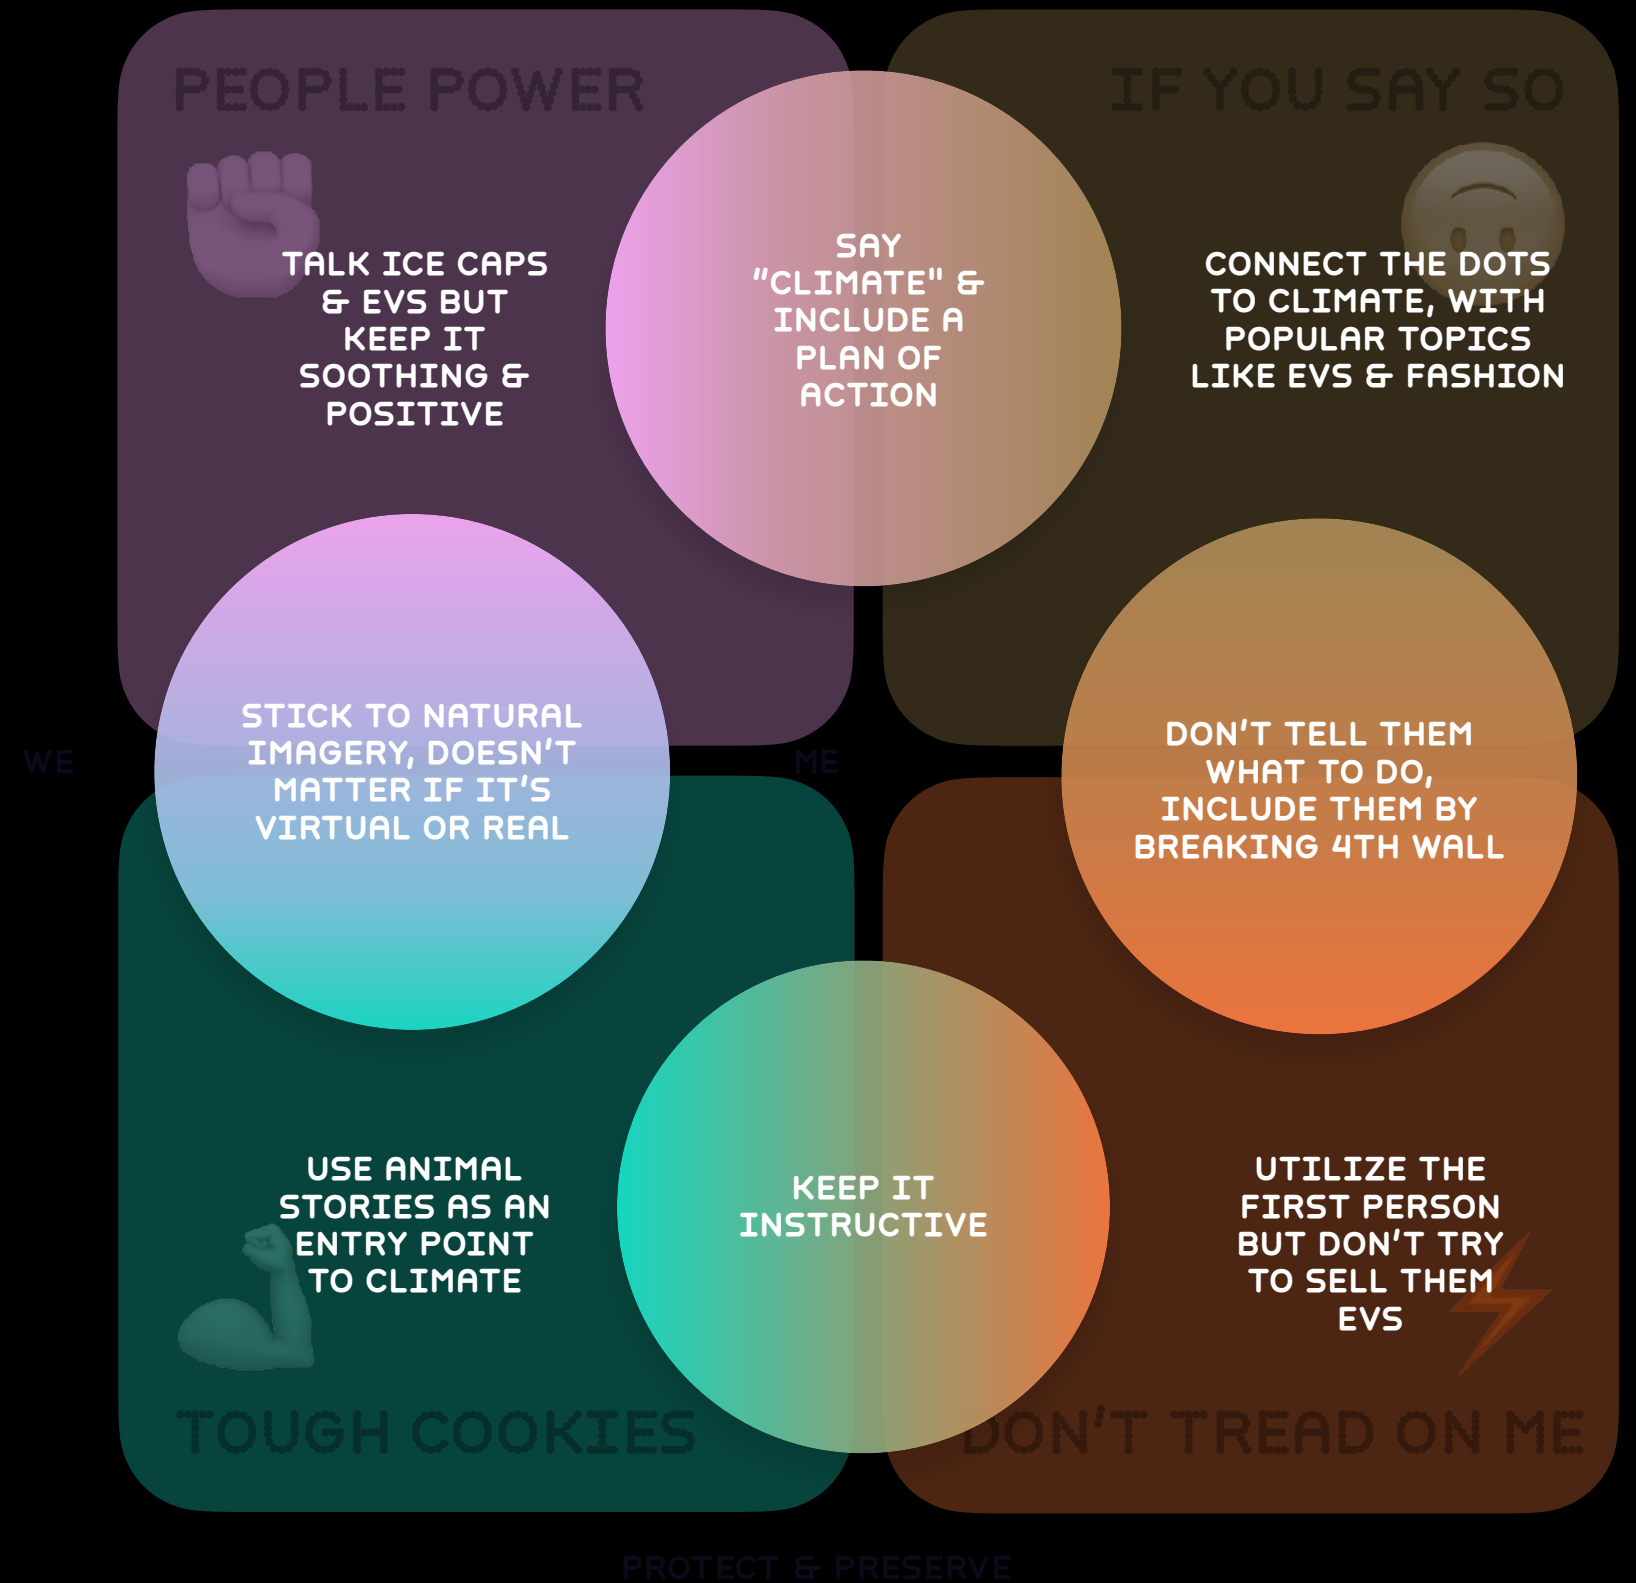 PEOPLE POWER
IF YOU SAY SO
TALK ICE CAPS
& EVS BUT
KEEP IT
SOOTHING &
POSITIVE
SAY
"CLIMATE" &
INCLUDE A
PLAN OF
ACTION
CONNECT THE DOTS
TO CLIMATE, WITH
POPULAR TOPICS
LIKE EVS & FASHION
STICK TO NATURAL
IMAGERY, DOESN'T
MATTER IF IT'S
VIRTUAL OR REAL
DON'T TELL THEM
WHAT TO DO,
INCLUDE THEM BY
BREAKING 4TH WALL
WE
ME
USE ANIMAL
STORIES AS AN
ENTRY POINT
TO CLIMATE
KEEP IT
INSTRUCTIVE
UTILIZE THE
FIRST PERSON
BUT DON'T TRY
TO SELL THEM
EVS
TOUGH COOKIES
DON'T TREAD ON ME
PROTECT & PRESERVE